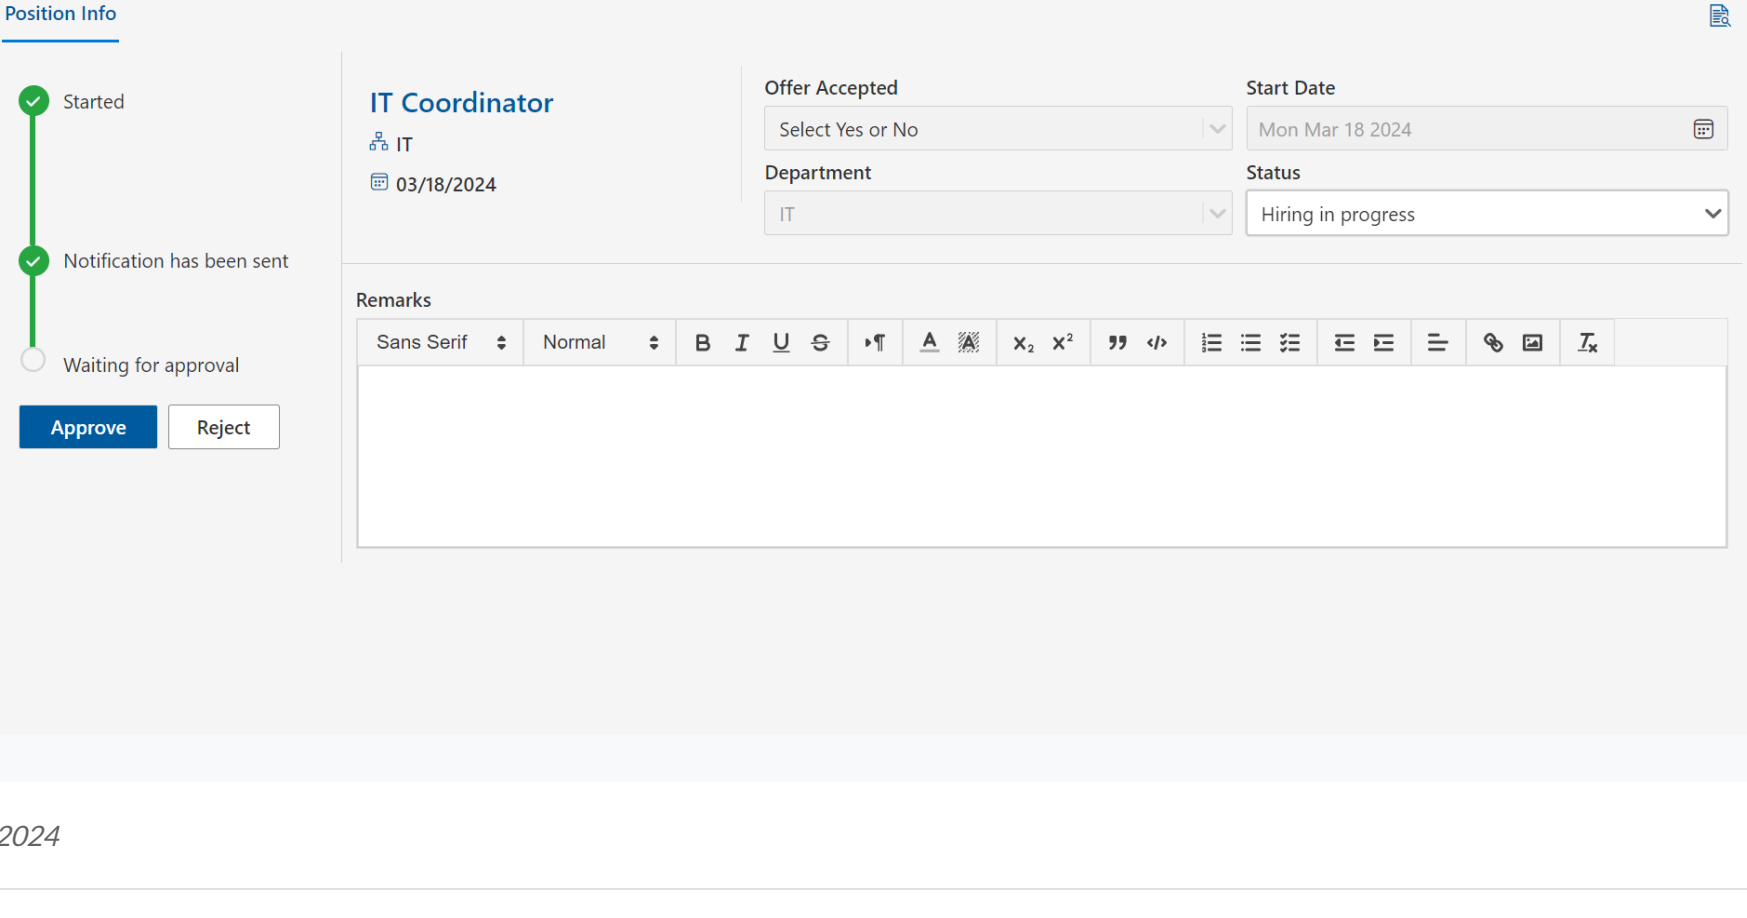 Position Info
Started
Notification has been sent
Waiting for approval
Approve
Reject
IT Coordinator
IT
03/18/2024
Offer Accepted
Select Yes or No
Start Date
Mon Mar 18 2024
Department
IT
Status
Hiring in progress
Remarks
Sans Serif
Normal
2024